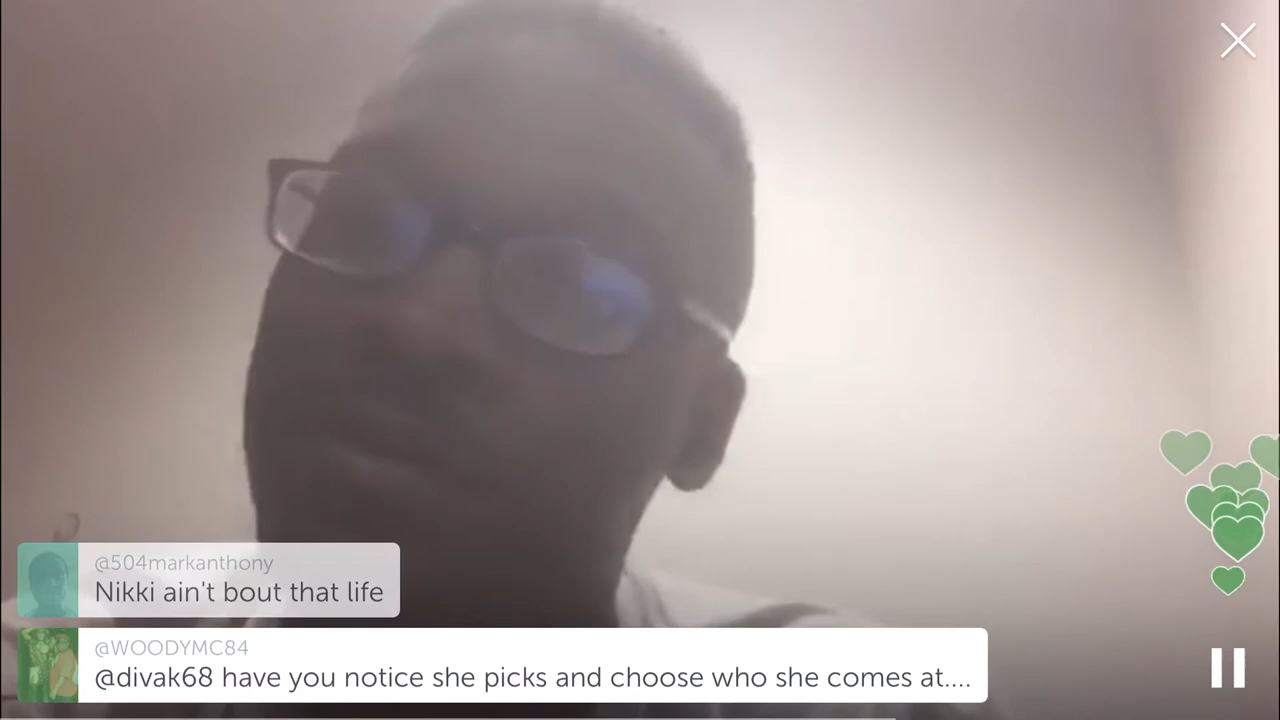 @504markanthony
Nikki ain't bout that life
@WOODYMC84
@divak68 have you notice she picks and choose who she comes at....